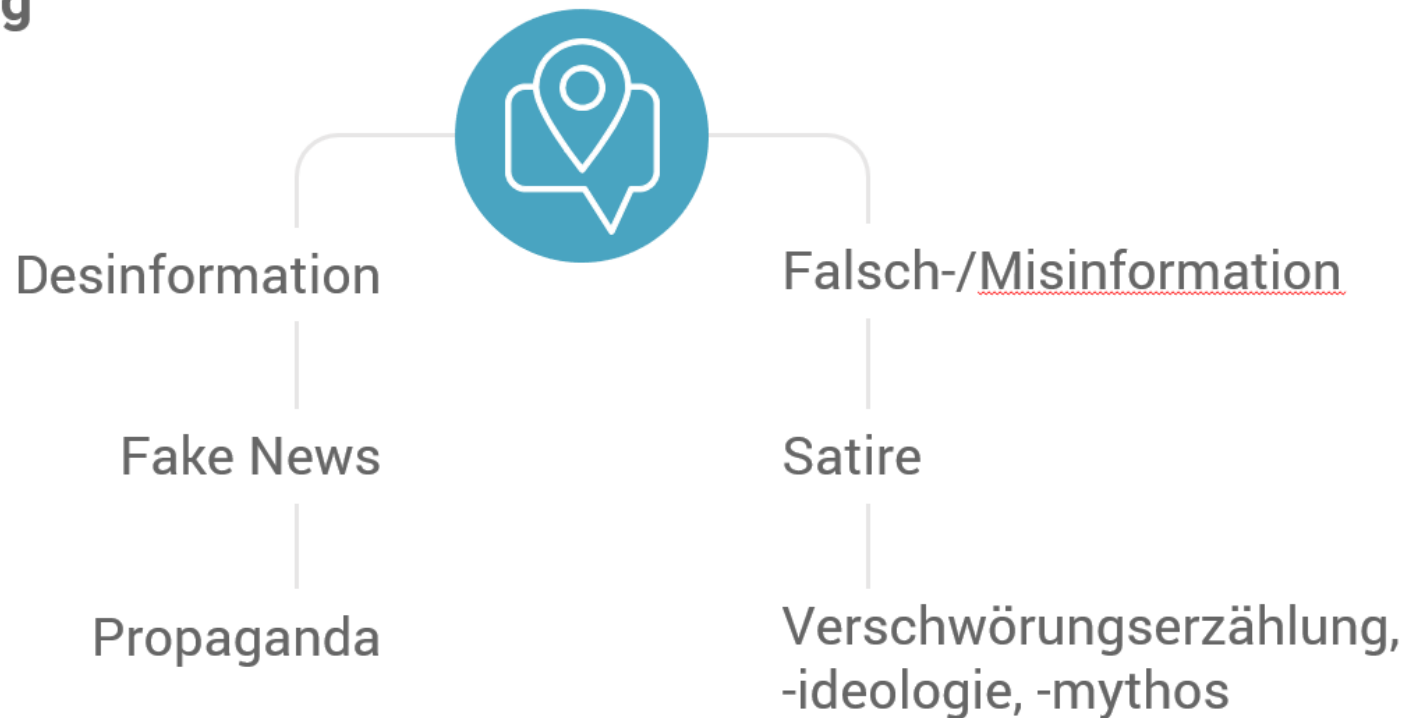 g
Desinformation
Falsch-/Misinformation
Fake News
Satire
Propaganda
Verschwörungserzählung,
-ideologie, -mythos